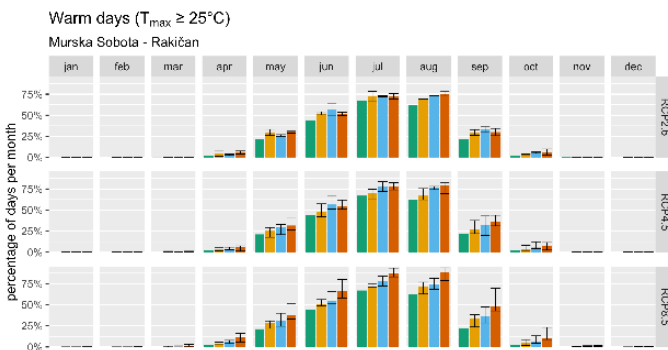 Warm days (Tmax ≥ 25°C)
Murska Sobota - Rakičan
jan feb mar apr may jun jul aug sep oct nov dec
percentage of days per month
75%
50%
25%
0%
RCP2.6
75%
50%
25%
0%
RCP4.5
75%
50%
25%
0%
RCP8.5